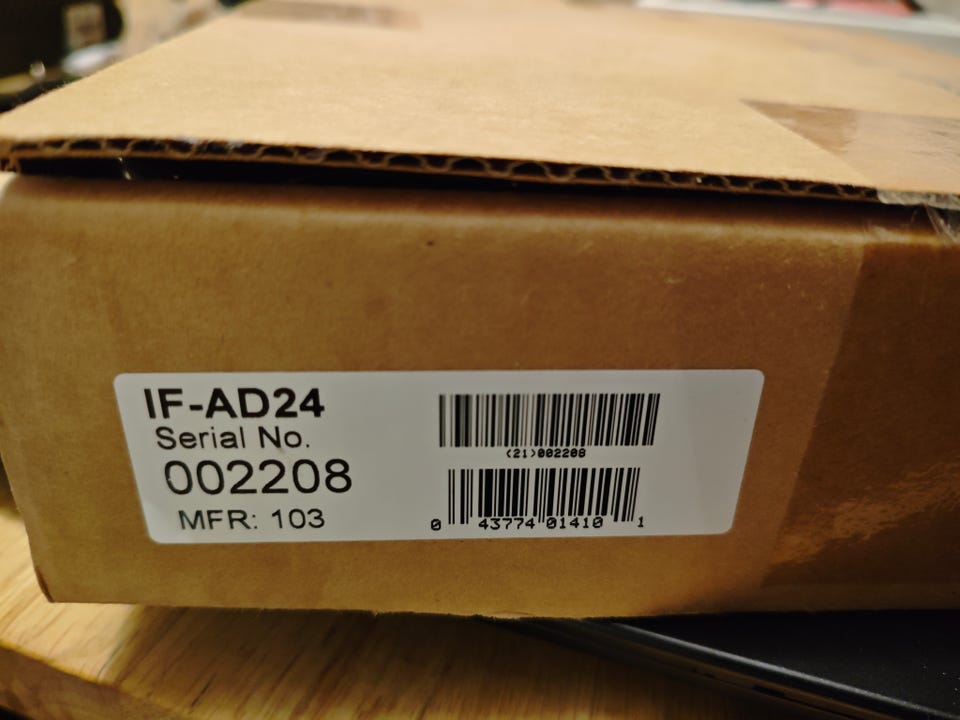 IF-AD24
Serial No.
002208
MFR: 103
(21)002208
0 43774 01410 1